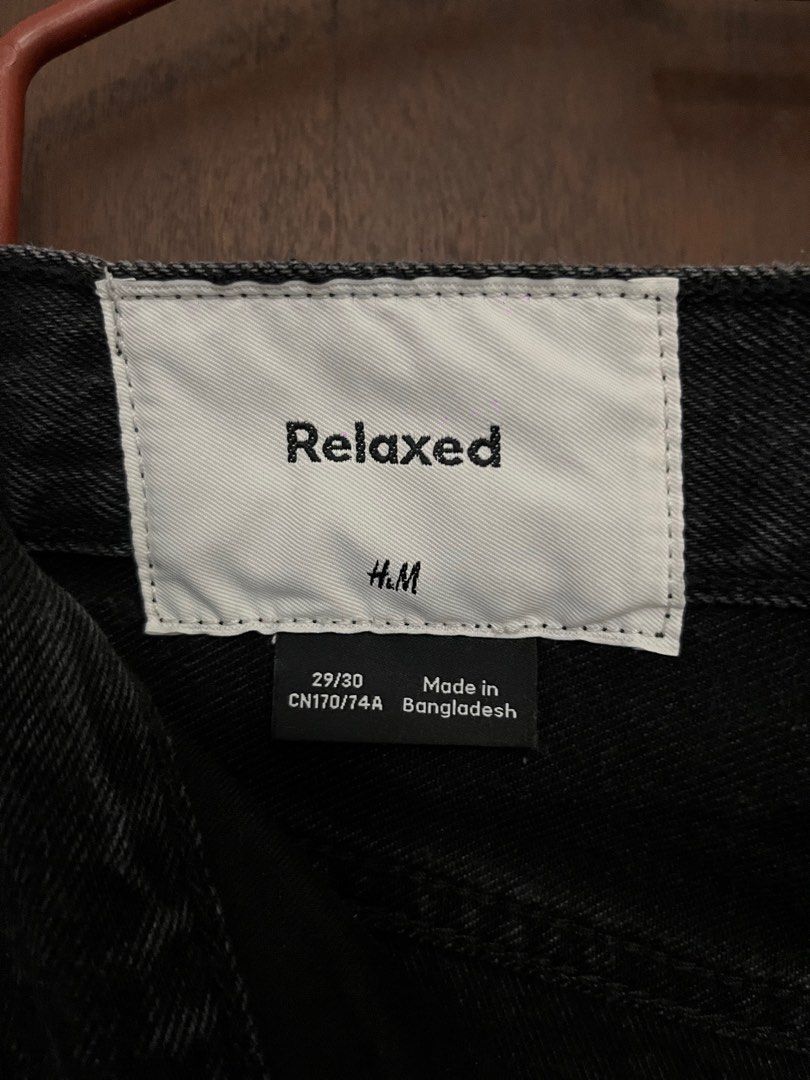 Relaxed
H&M
29/30
CN170/74A
Made in
Bangladesh